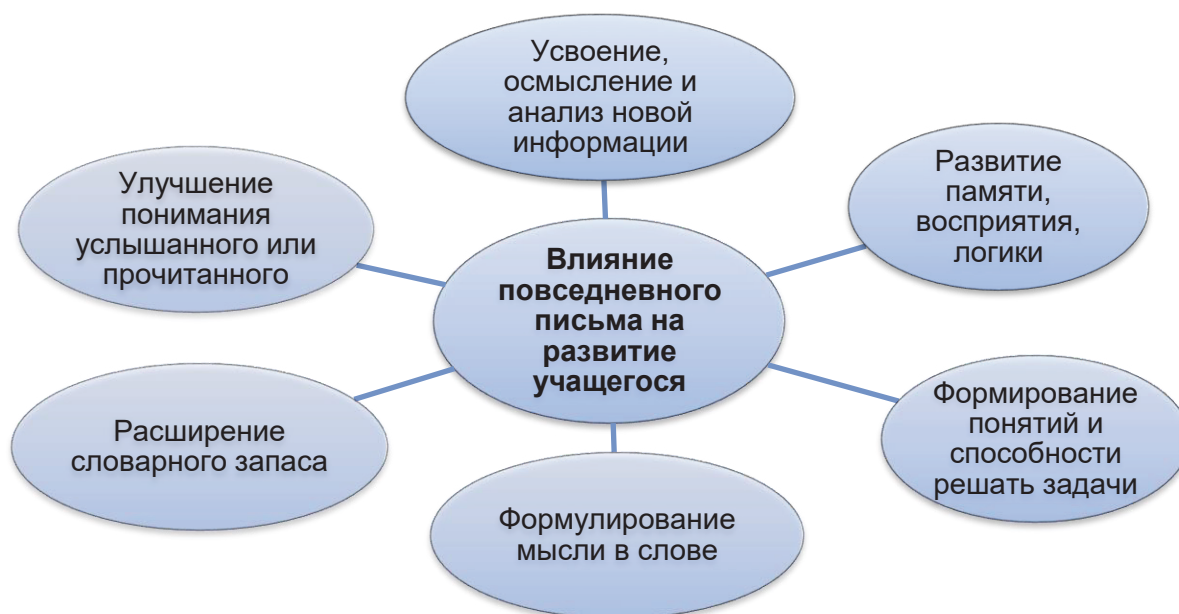 Усвоение,
осмысление и
анализ новой
информации
Развитие
памяти,
восприятия,
логики
Улучшение
понимания
услышанного или
прочитанного
Влияние
повседневного
письма на
развитие
учащегося
Формирование
понятий и
способности
решать задачи
Расширение
словарного запаса
Формулирование
мысли в слове